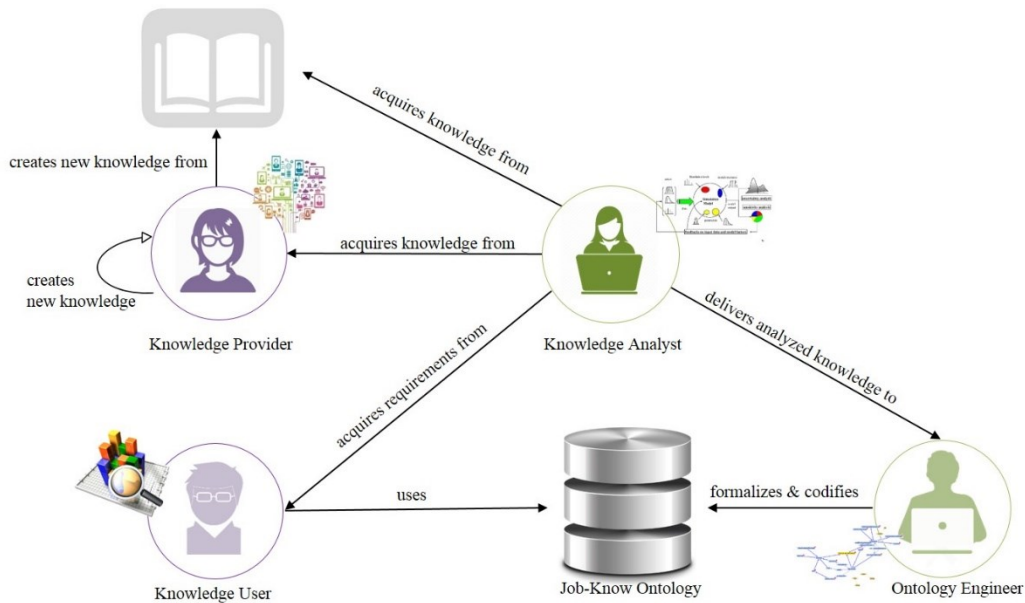 acquires knowledge from
creates new knowledge from
acquires knowledge from
creates
new knowledge
delivers analyzed knowledge to
Knowledge Provider
Knowledge Analyst
acquires requirements from
uses
formalizes & codifies
Knowledge User
Job-Know Ontology
Ontology Engineer